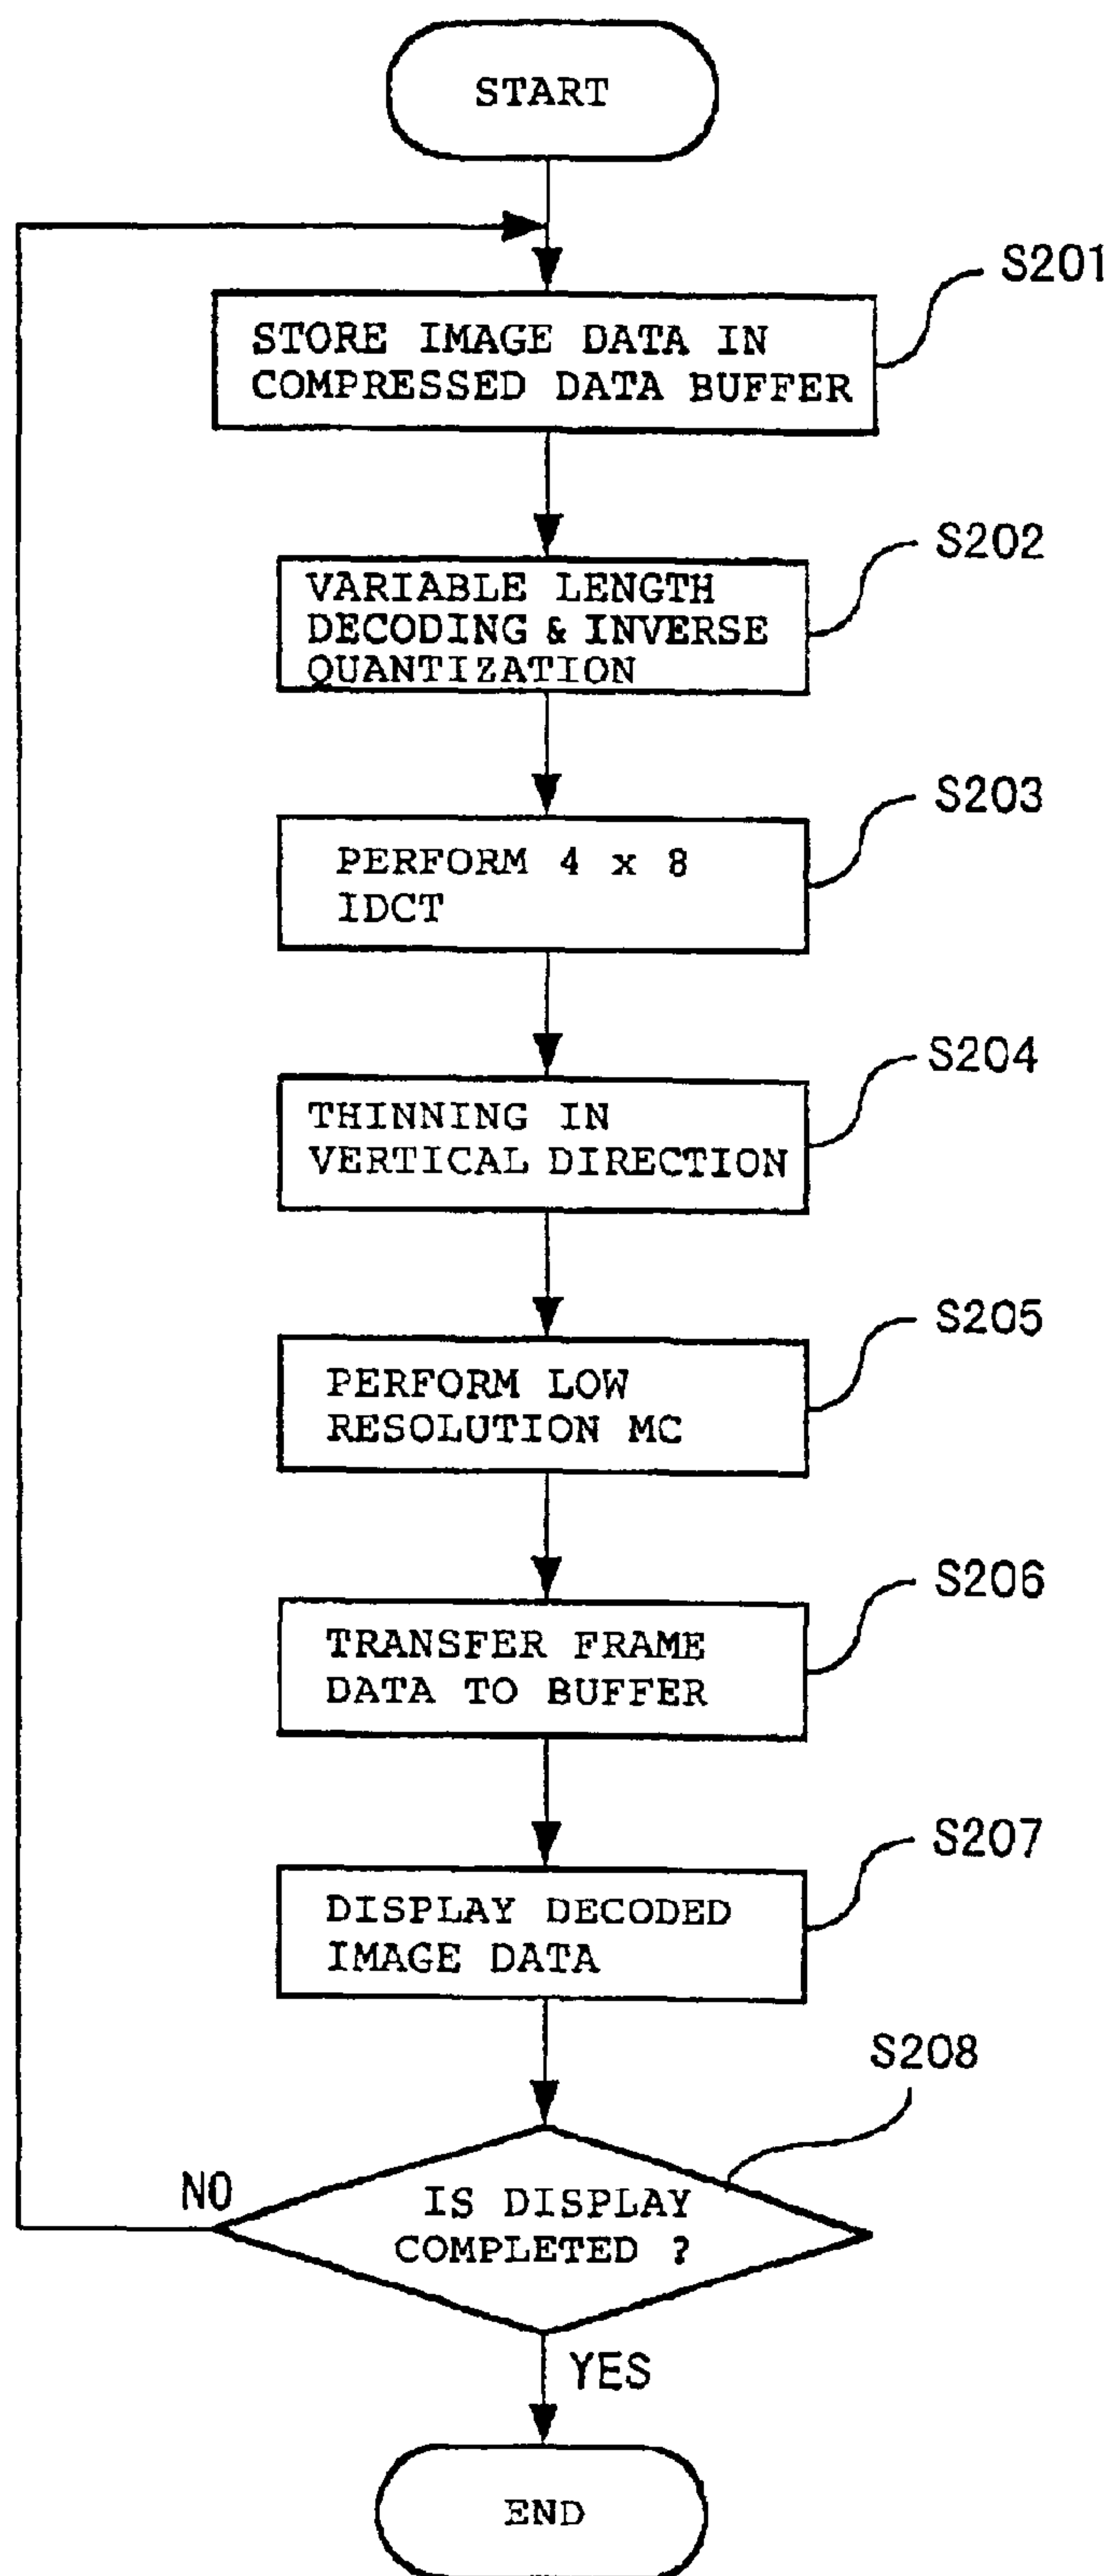 START
S201
STORE IMAGE DATA IN
COMPRESSED DATA BUFFER
S202
VARIABLE LENGTH
DECODING & INVERSE
QUANTIZATION
S203
PERFORM 4 x 8
IDCT
S204
THINNING IN
VERTICAL DIRECTION
S205
PERFORM LOW
RESOLUTION MC
S206
TRANSFER FRAME
DATA TO BUFFER
S207
DISPLAY DECODED
IMAGE DATA
S208
NO
IS DISPLAY
COMPLETED ?
YES
END